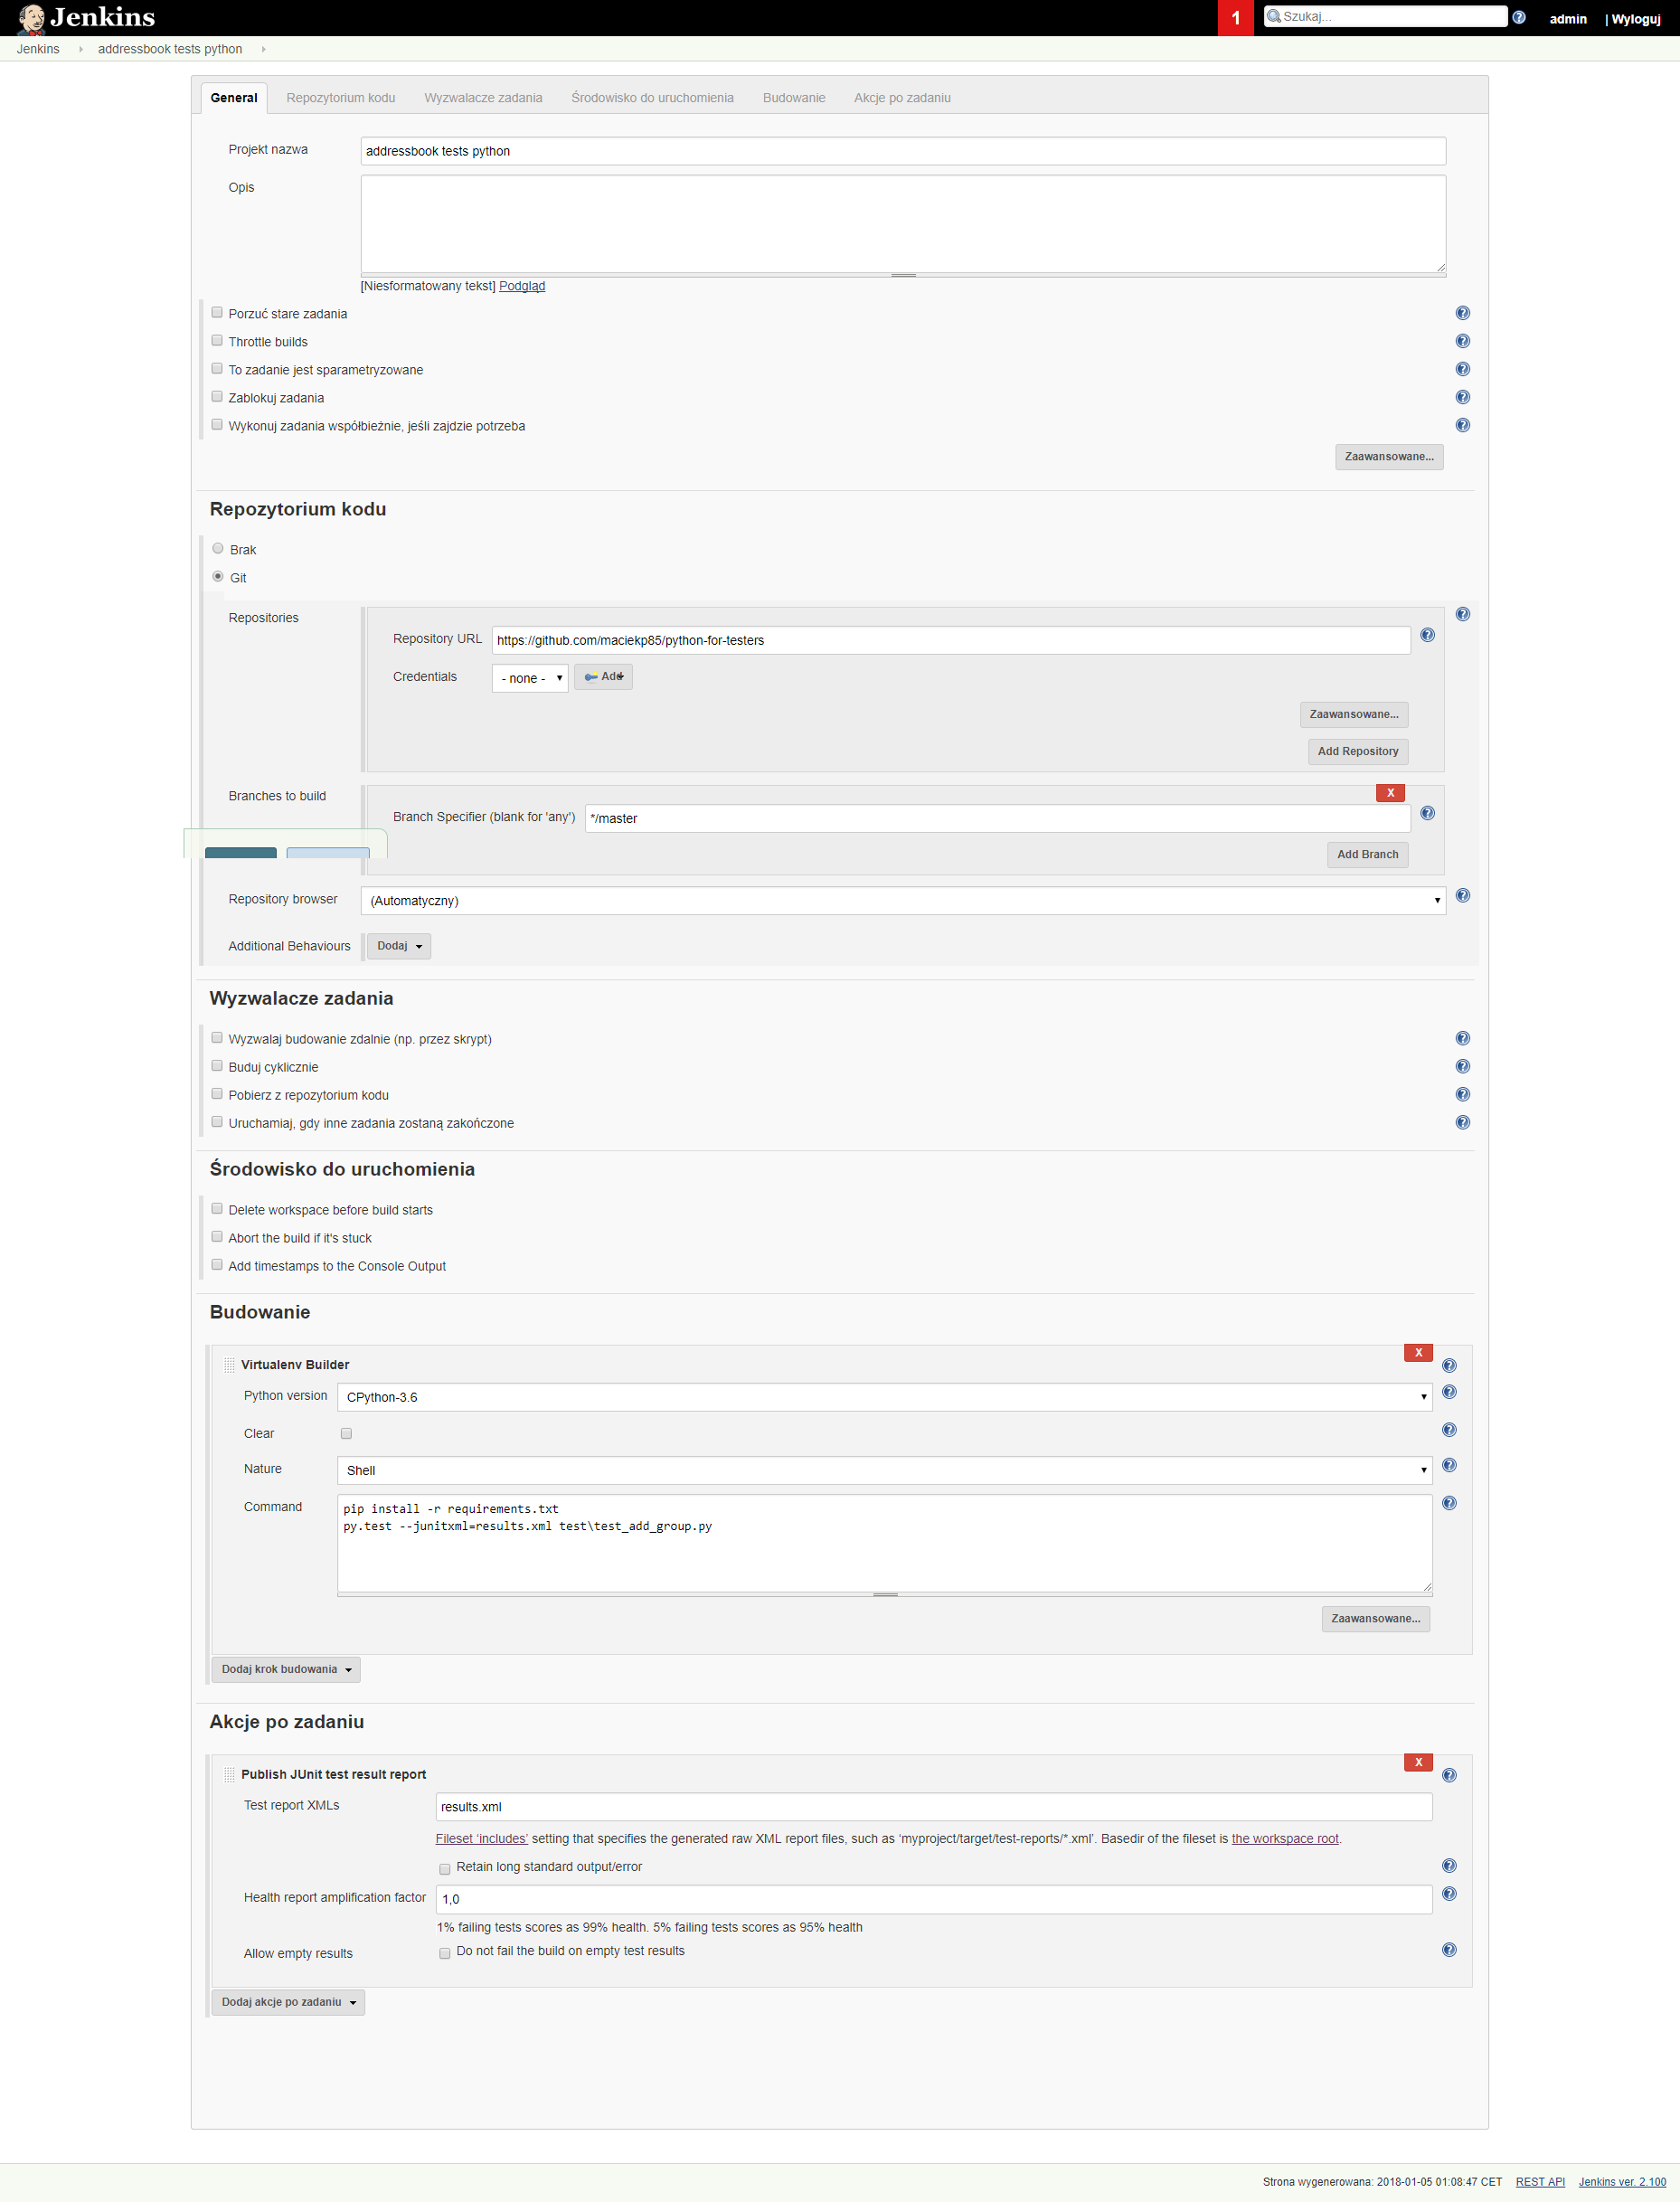 Jenkins
1
Szukaj...
admin
| Wyloguj
Jenkins
addressbook tests python
General
Repozytorium kodu
Wyzwalacze zadania
Środowisko do uruchomienia
Budowanie
Akcje po zadaniu
Projekt nazwa
addressbook tests python
Opis
[Niesformatowany tekst] Podgląd
Porzuć stare zadania
Throttle builds
To zadanie jest sparametryzowane
Zablokuj zadania
Wykonuj zadania współbieżnie, jeśli zajdzie potrzeba
Zaawansowane...
Repozytorium kodu
Brak
Git
Repositories
Repository URL
https://github.com/maciekp85/python-for-testers
Credentials
- none -
Add
Zaawansowane...
Add Repository
Branches to build
X
Branch Specifier (blank for 'any')
*/master
Add Branch
Repository browser
(Automatyczny)
Additional Behaviours
Dodaj
Wyzwalacze zadania
Wyzwalaj budowanie zdalnie (np. przez skrypt)
Buduj cyklicznie
Pobierz z repozytorium kodu
Uruchamiaj, gdy inne zadania zostaną zakończone
Środowisko do uruchomienia
Delete workspace before build starts
Abort the build if it's stuck
Add timestamps to the Console Output
Budowanie
X
Virtualenv Builder
Python version
CPython-3.6
Clear
Nature
Shell
Command
pip install -r requirements.txt
py.test --junitxml=results.xml test\test_add_group.py
Zaawansowane...
Dodaj krok budowania
Akcje po zadaniu
X
Publish JUnit test result report
Test report XMLs
results.xml
Fileset ‘includes’ setting that specifies the generated raw XML report files, such as ‘myproject/target/test-reports/*.xml’. Basedir of the fileset is the workspace root.
Retain long standard output/error
Health report amplification factor
1,0
1% failing tests scores as 99% health. 5% failing tests scores as 95% health
Allow empty results
Do not fail the build on empty test results
Dodaj akcje po zadaniu
Strona wygenerowana: 2018-01-05 01:08:47 CET
REST API
Jenkins ver. 2.100